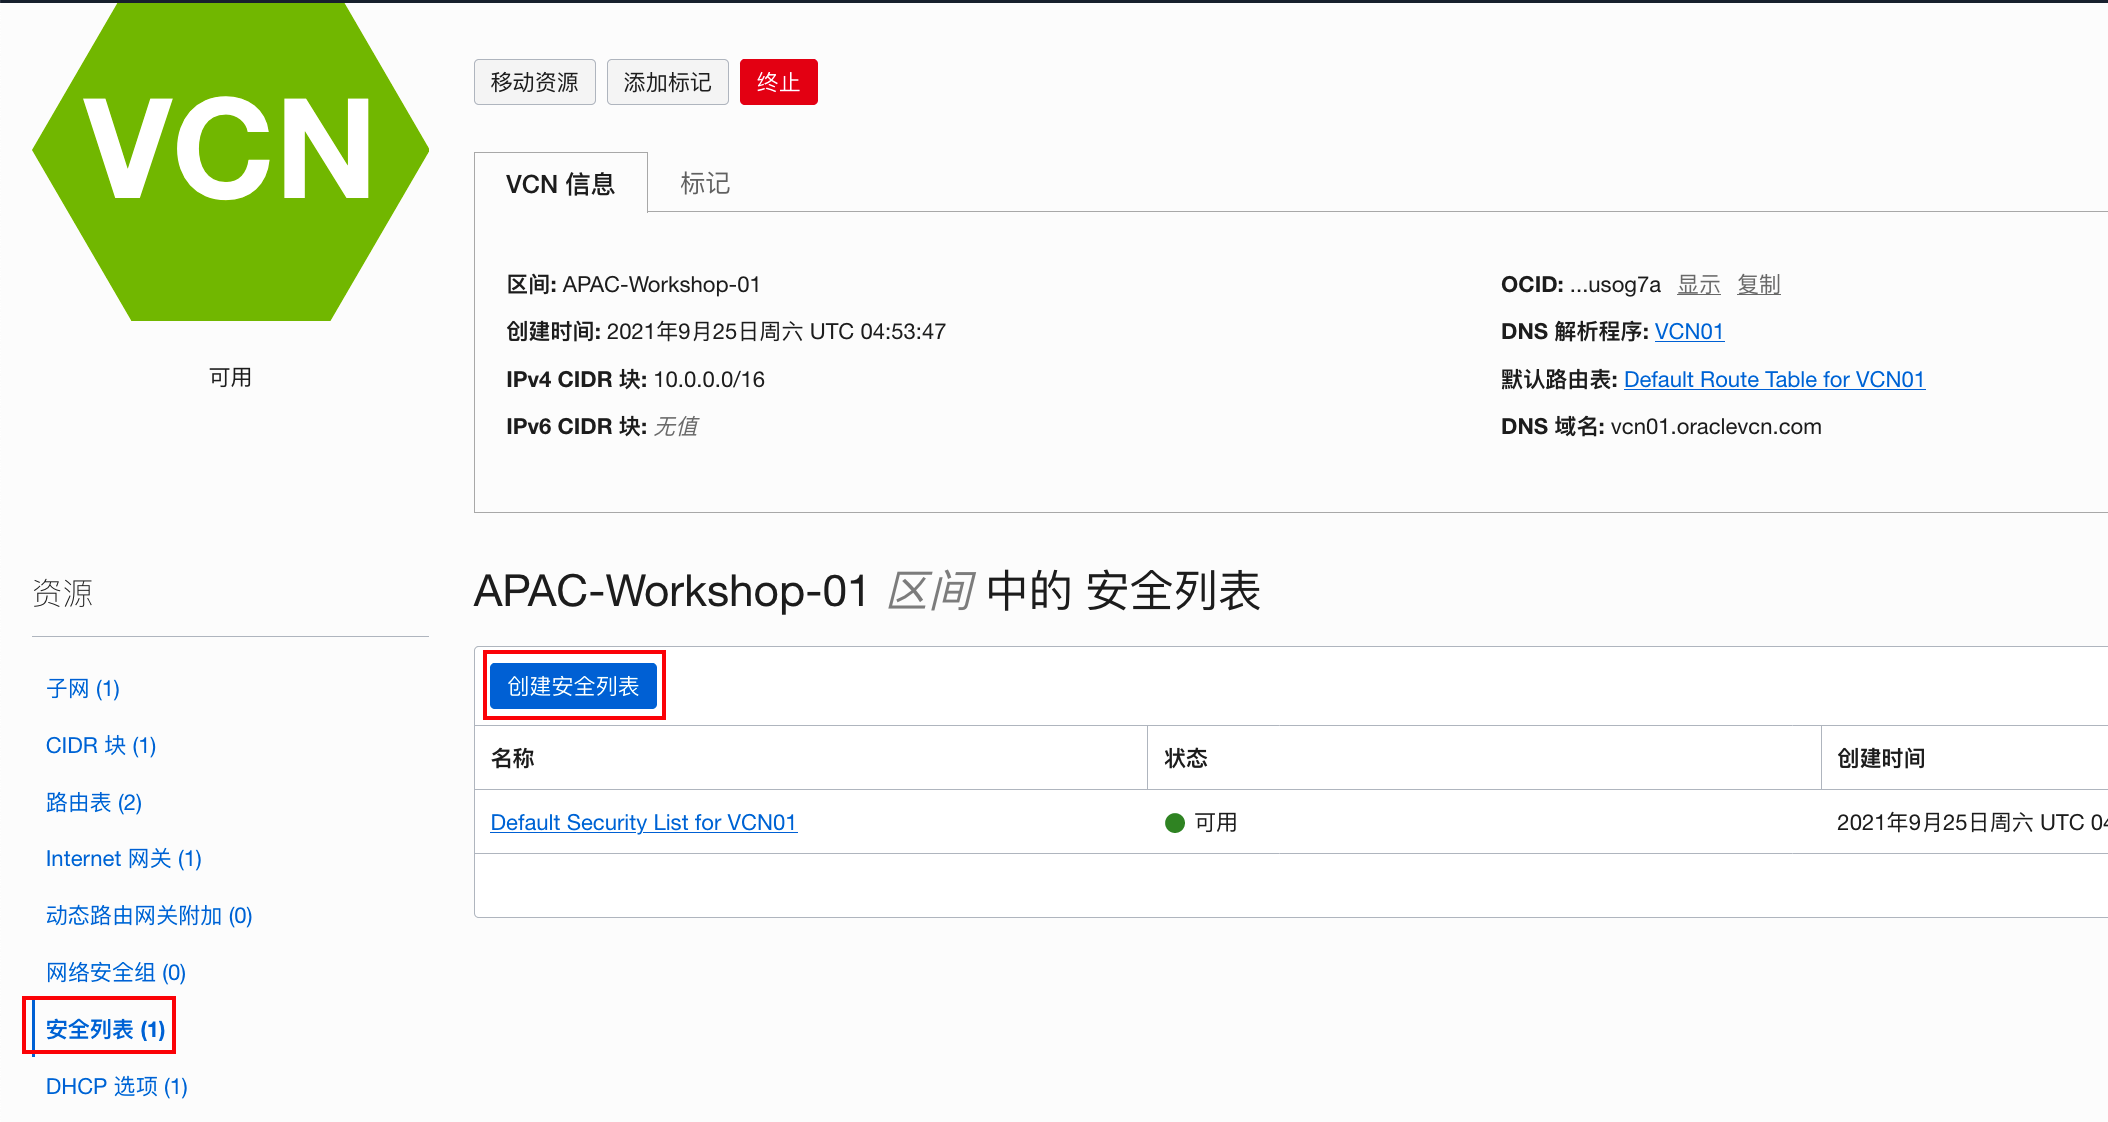 VCN
可用
移动资源 添加标记 终止
VCN 信息 标记
区间: APAC-Workshop-01
创建时间: 2021年9月25日周六 UTC 04:53:47
IPv4 CIDR 块: 10.0.0.0/16
IPv6 CIDR 块: 无值
OCID: ...usog7a 显示 复制
DNS 解析程序: VCN01
默认路由表: Default Route Table for VCN01
DNS 域名: vcn01.oraclevcn.com
资源
子网 (1)
CIDR 块 (1)
路由表 (2)
Internet 网关 (1)
动态路由网关附加 (0)
网络安全组 (0)
安全列表 (1)
DHCP 选项 (1)
APAC-Workshop-01 区间 中的 安全列表
创建安全列表
名称 状态 创建时间
Default Security List for VCN01 可用 2021年9月25日周六 UTC 04